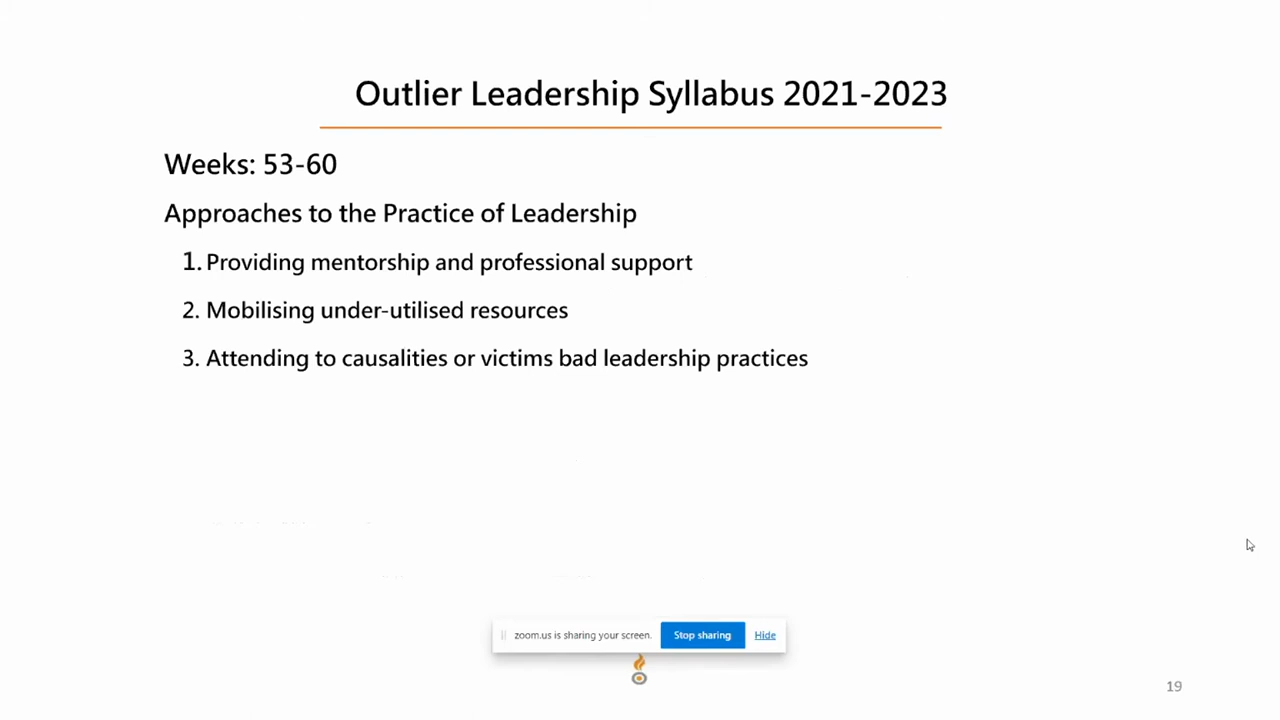 Outlier Leadership Syllabus 2021-2023
Weeks: 53-60
Approaches to the Practice of Leadership
1. Providing mentorship and professional support
2. Mobilising under-utilised resources
3. Attending to causalities or victims bad leadership practices
zoom.us is sharing your screen. Stop sharing Hide
19